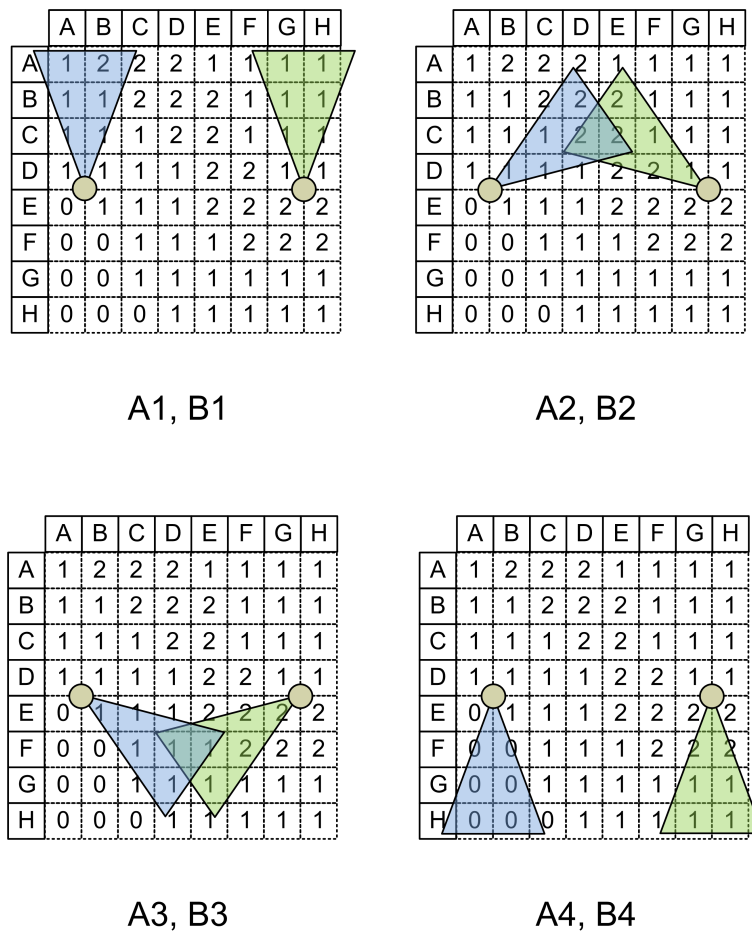 A B C D E F G H
A 1 2 2 2 1 1 1 1
B 1 1 2 2 2 1 1 1
C 1 1 1 2 2 1 1 1
D 1 1 1 1 2 2 1 1
E 0 1 1 1 2 2 2 2
F 0 0 1 1 1 2 2 2
G 0 0 1 1 1 1 1 1
H 0 0 0 1 1 1 1 1
A1, B1
A B C D E F G H
A 1 2 2 2 1 1 1 1
B 1 1 2 2 2 1 1 1
C 1 1 1 2 2 1 1 1
D 1 1 1 1 2 2 1 1
E 0 1 1 1 2 2 2 2
F 0 0 1 1 1 2 2 2
G 0 0 1 1 1 1 1 1
H 0 0 0 1 1 1 1 1
A2, B2
A B C D E F G H
A 1 2 2 2 1 1 1 1
B 1 1 2 2 2 1 1 1
C 1 1 1 2 2 1 1 1
D 1 1 1 1 2 2 1 1
E 0 1 1 1 2 2 2 2
F 0 0 1 1 1 2 2 2
G 0 0 1 1 1 1 1 1
H 0 0 0 1 1 1 1 1
A3, B3
A B C D E F G H
A 1 2 2 2 1 1 1 1
B 1 1 2 2 2 1 1 1
C 1 1 1 2 2 1 1 1
D 1 1 1 1 2 2 1 1
E 0 1 1 1 2 2 2 2
F 0 0 1 1 1 2 2 2
G 0 0 1 1 1 1 1 1
H 0 0 0 1 1 1 1 1
A4, B4